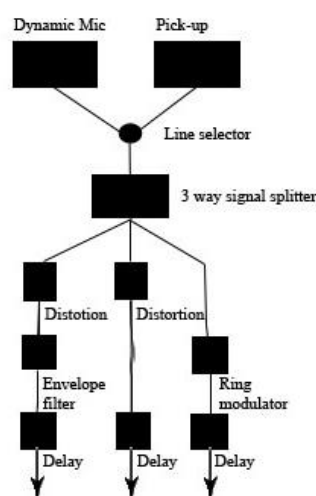 Dynamic Mic Pick-up
Line selector
3 way signal splitter
Distotion Distortion
Envelope Ring
filter modulator
Delay Delay Delay